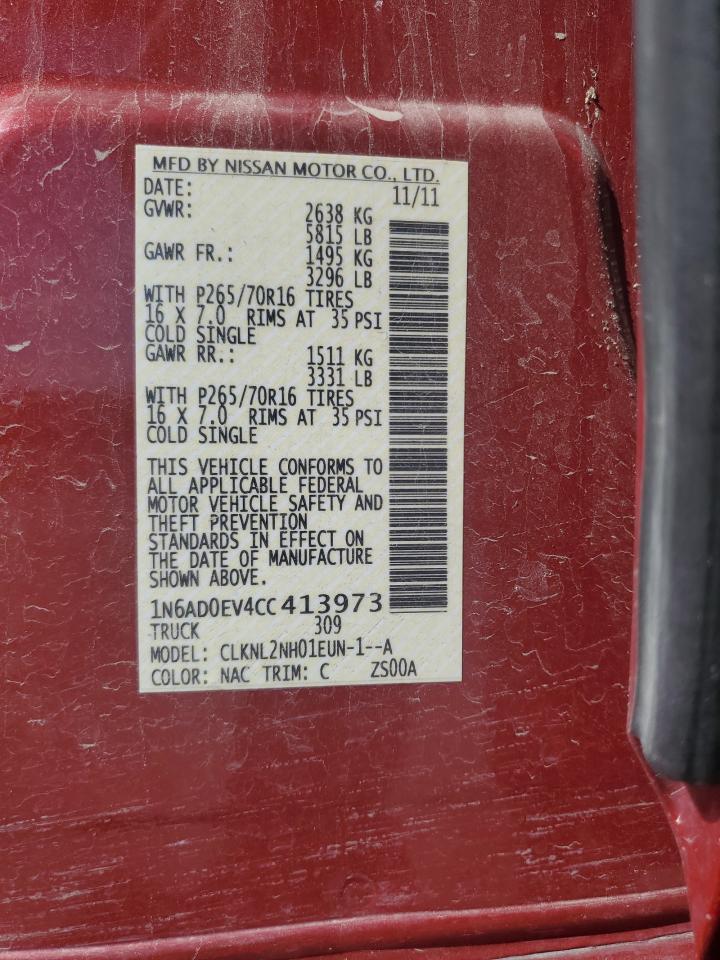 MFD BY NISSAN MOTOR CO., LTD.
DATE: 11/11
GVWR: 2638 KG
5815 LB
GAWR FR.: 1495 KG
3296 LB
WITH P265/70R16 TIRES
16 X 7.0 RIMS AT 35 PSI
COLD SINGLE
GAWR RR.: 1511 KG
3331 LB
WITH P265/70R16 TIRES
16 X 7.0 RIMS AT 35 PSI
COLD SINGLE
THIS VEHICLE CONFORMS TO
ALL APPLICABLE FEDERAL
MOTOR VEHICLE SAFETY AND
THEFT PREVENTION
STANDARDS IN EFFECT ON
THE DATE OF MANUFACTURE
SHOWN ABOVE.
1N6AD0EV4CC413973
TRUCK 309
MODEL: CLKNL2NH01EUN-1--A
COLOR: NAC TRIM: C ZS00A